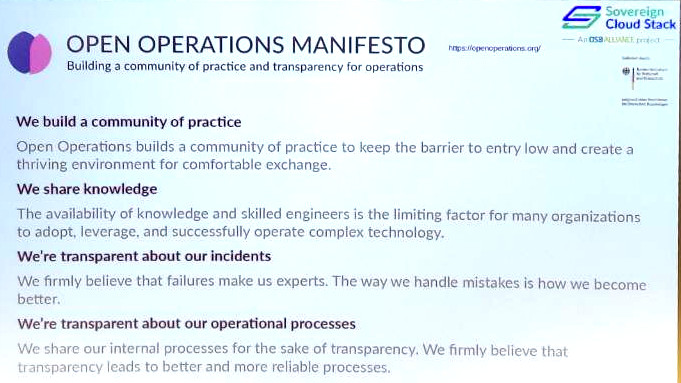 Sovereign
Cloud Stack
An OSB ALLIANCE project
OPEN OPERATIONS MANIFESTO
https://openoperations.org/
Building a community of practice and transparency for operations
We build a community of practice
Open Operations builds a community of practice to keep the barrier to entry low and create a
thriving environment for comfortable exchange.
We share knowledge
The availability of knowledge and skilled engineers is the limiting factor for many organizations
to adopt, leverage, and successfully operate complex technology.
We're transparent about our incidents
We firmly believe that failures make us experts. The way we handle mistakes is how we become
better.
We're transparent about our operational processes
We share our internal processes for the sake of transparency. We firmly believe that
transparency leads to better and more reliable processes.